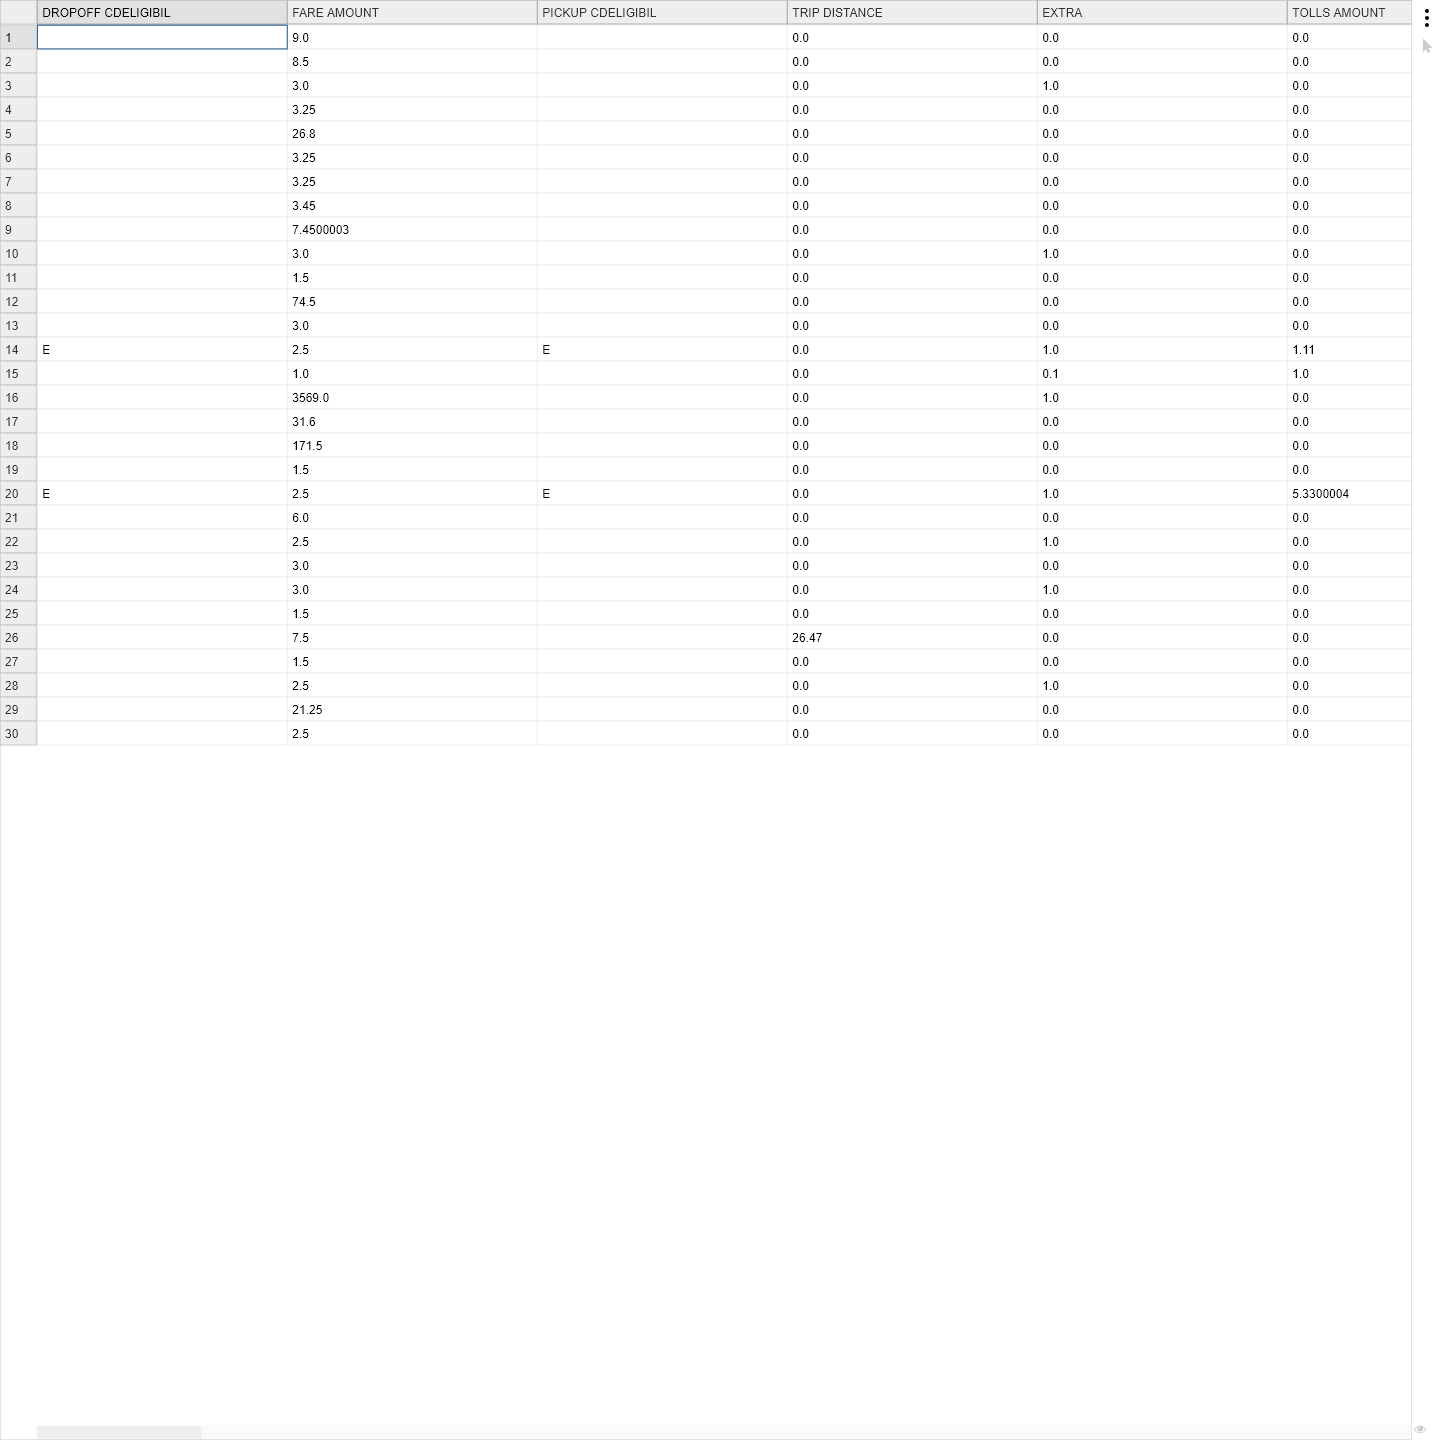 DROPOFF CDELIGIBIL FARE AMOUNT PICKUP CDELIGIBIL TRIP DISTANCE EXTRA TOLLS AMOUNT
1 9.0 0.0 0.0 0.0
2 8.5 0.0 0.0 0.0
3 3.0 0.0 1.0 0.0
4 3.25 0.0 0.0 0.0
5 26.8 0.0 0.0 0.0
6 3.25 0.0 0.0 0.0
7 3.25 0.0 0.0 0.0
8 3.45 0.0 0.0 0.0
9 7.4500003 0.0 0.0 0.0
10 3.0 0.0 1.0 0.0
11 1.5 0.0 0.0 0.0
12 74.5 0.0 0.0 0.0
13 3.0 0.0 0.0 0.0
14 E 2.5 E 0.0 1.0 1.11
15 1.0 0.0 0.1 1.0
16 3569.0 0.0 1.0 0.0
17 31.6 0.0 0.0 0.0
18 171.5 0.0 0.0 0.0
19 1.5 0.0 0.0 0.0
20 E 2.5 E 0.0 1.0 5.3300004
21 6.0 0.0 0.0 0.0
22 2.5 0.0 1.0 0.0
23 3.0 0.0 0.0 0.0
24 3.0 0.0 1.0 0.0
25 1.5 0.0 0.0 0.0
26 7.5 26.47 0.0 0.0
27 1.5 0.0 0.0 0.0
28 2.5 0.0 1.0 0.0
29 21.25 0.0 0.0 0.0
30 2.5 0.0 0.0 0.0